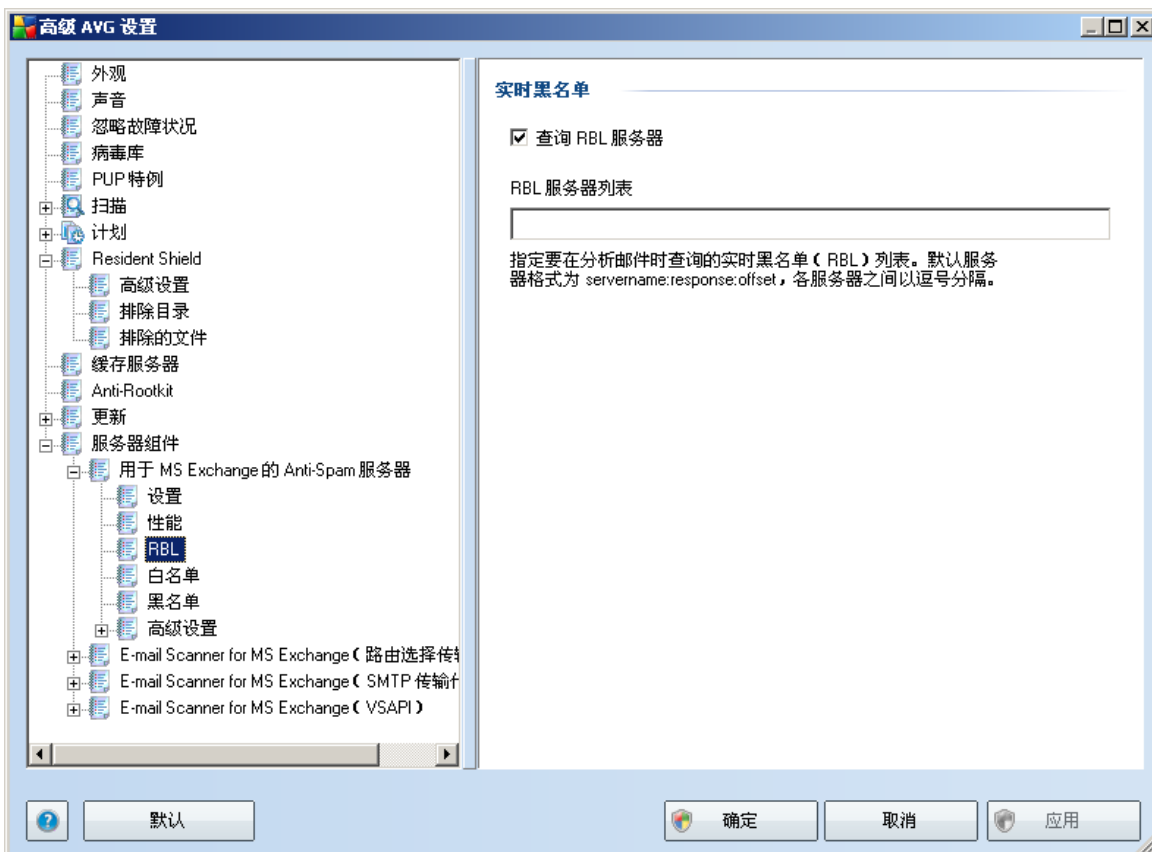 高级 AVG 设置
外观
声音
忽略故障状况
病毒库
PUP 特例
扫描
计划
Resident Shield
高级设置
排除目录
排除的文件
缓存服务器
Anti-Rootkit
更新
服务器组件
用于 MS Exchange 的 Anti-Spam 服务器
设置
性能
RBL
白名单
黑名单
高级设置
E-mail Scanner for MS Exchange（路由选择传输
E-mail Scanner for MS Exchange（ SMTP 传输
E-mail Scanner for MS Exchange（ VSAPI ）
实时黑名单
查询 RBL 服务器
RBL 服务器列表
指定要在分析邮件时查询的实时黑名单（ RBL ）列表。默认服务
器格式为 servername:response:offset，各服务器之间以逗号分隔。
默认
确定
取消
应用